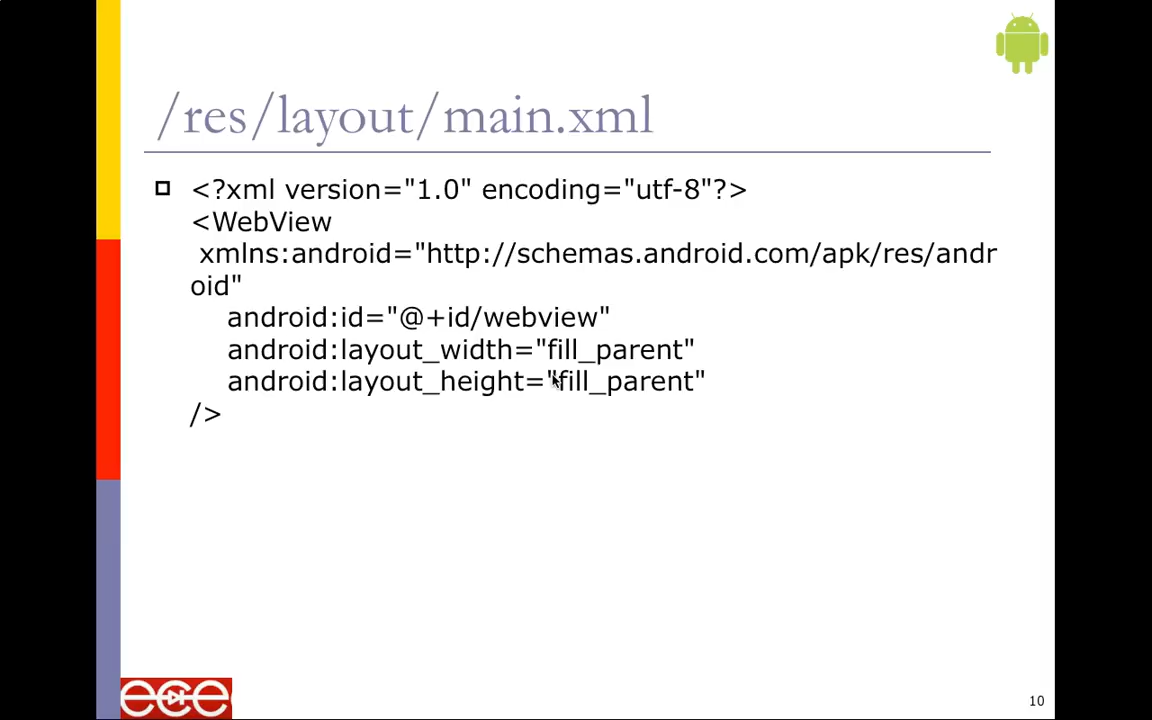 /res/layout/main.xml
<?xml version="1.0" encoding="utf-8"?>
<WebView
xmlns:android="http://schemas.android.com/apk/res/andr
oid"
android:id="@+id/webview"
android:layout_width="fill_parent"
android:layout_height="fill_parent"
/>
ece
10